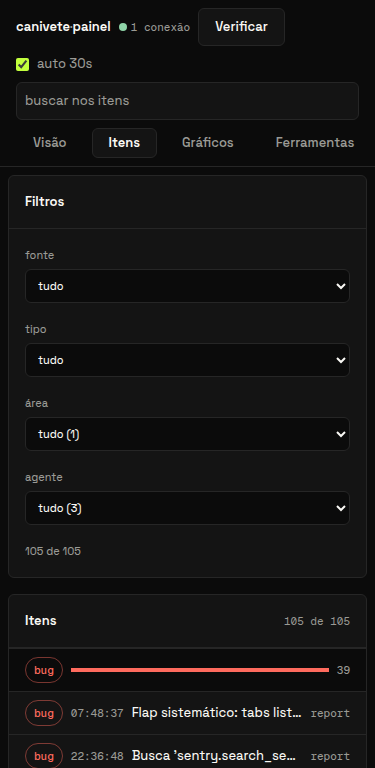 canivete·painel 1 conexão Verificar
auto 30s
buscar nos itens
Visão Itens Gráficos Ferramentas
Filtros
fonte
tudo
tipo
tudo
área
tudo (1)
agente
tudo (3)
105 de 105
Itens 105 de 105
bug 39
bug 07:48:37 Flap sistemático: tabs list… report
bug 22:36:48 Busca 'sentry.search_se… report